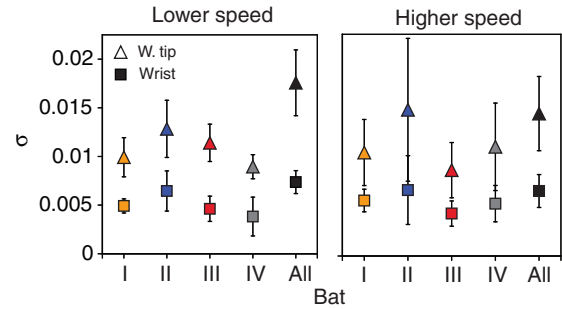 Lower speed
Higher speed
W. tip
Wrist
0.02
0.015
0.01
0.005
0
σ
I II III IV All
I II III IV All
Bat